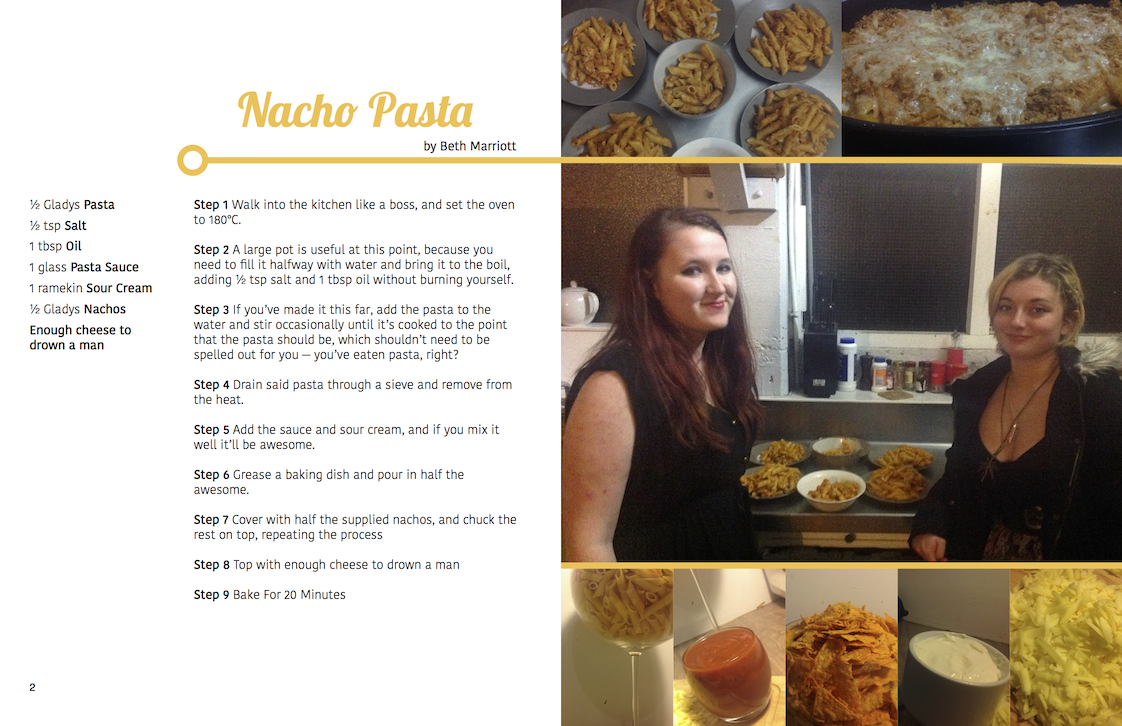 Nacho Pasta
by Beth Marriott
½ Gladys Pasta
½ tsp Salt
1 tbsp Oil
1 glass Pasta Sauce
1 ramekin Sour Cream
½ Gladys Nachos
Enough cheese to
drown a man
Step 1 Walk into the kitchen like a boss, and set the oven
to 180°C.
Step 2 A large pot is useful at this point, because you
need to fill it halfway with water and bring it to the boil,
adding ½ tsp salt and 1 tbsp oil without burning yourself.
Step 3 If you’ve made it this far, add the pasta to the
water and stir occasionally until it’s cooked to the point
that the pasta should be, which shouldn’t need to be
spelled out for you — you’ve eaten pasta, right?
Step 4 Drain said pasta through a sieve and remove from
the heat.
Step 5 Add the sauce and sour cream, and if you mix it
well it’ll be awesome.
Step 6 Grease a baking dish and pour in half the
awesome.
Step 7 Cover with half the supplied nachos, and chuck the
rest on top, repeating the process
Step 8 Top with enough cheese to drown a man
Step 9 Bake For 20 Minutes
2